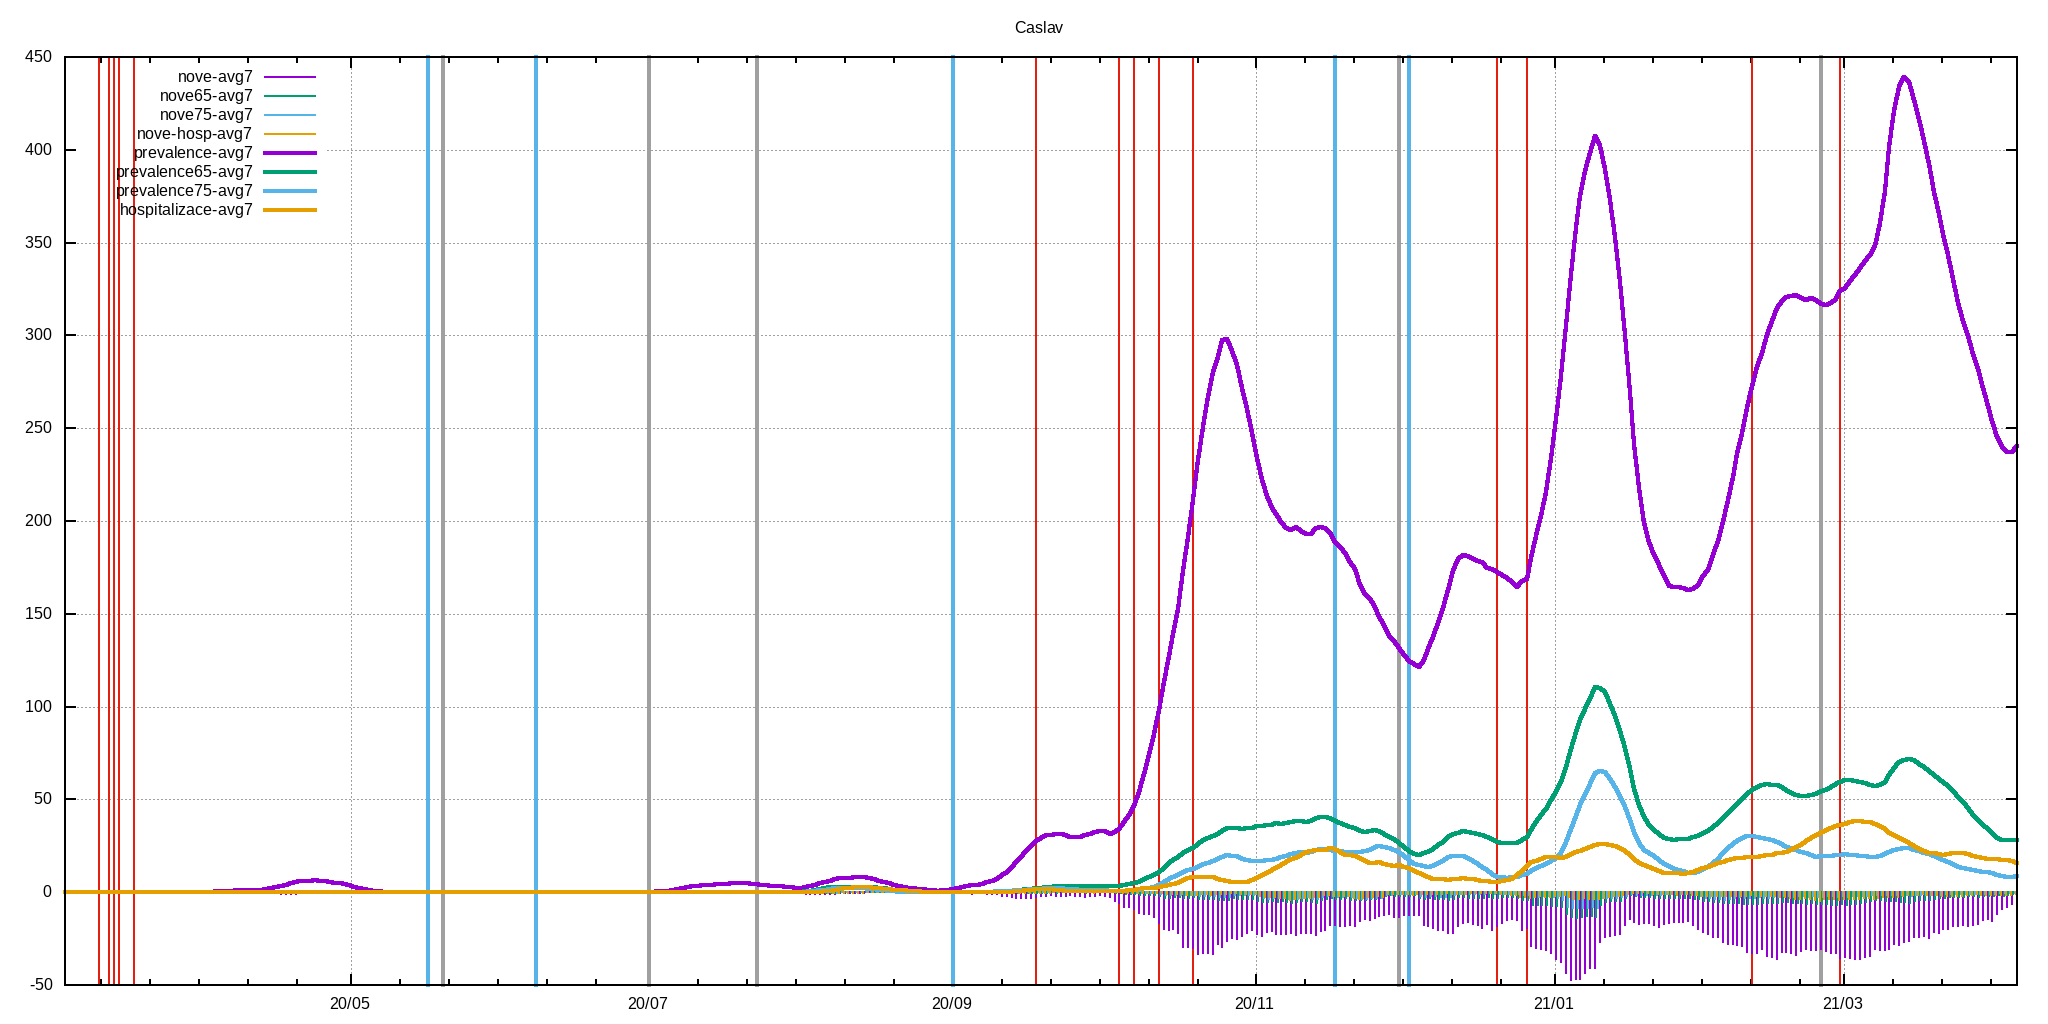 Caslav
450
400
350
300
250
200
150
100
50
0
-50
nove-avg7
nove65-avg7
nove75-avg7
nove-hosp-avg7
prevalence-avg7
prevalence65-avg7
prevalence75-avg7
hospitalizace-avg7
20/05 20/07 20/09 20/11 21/01 21/03